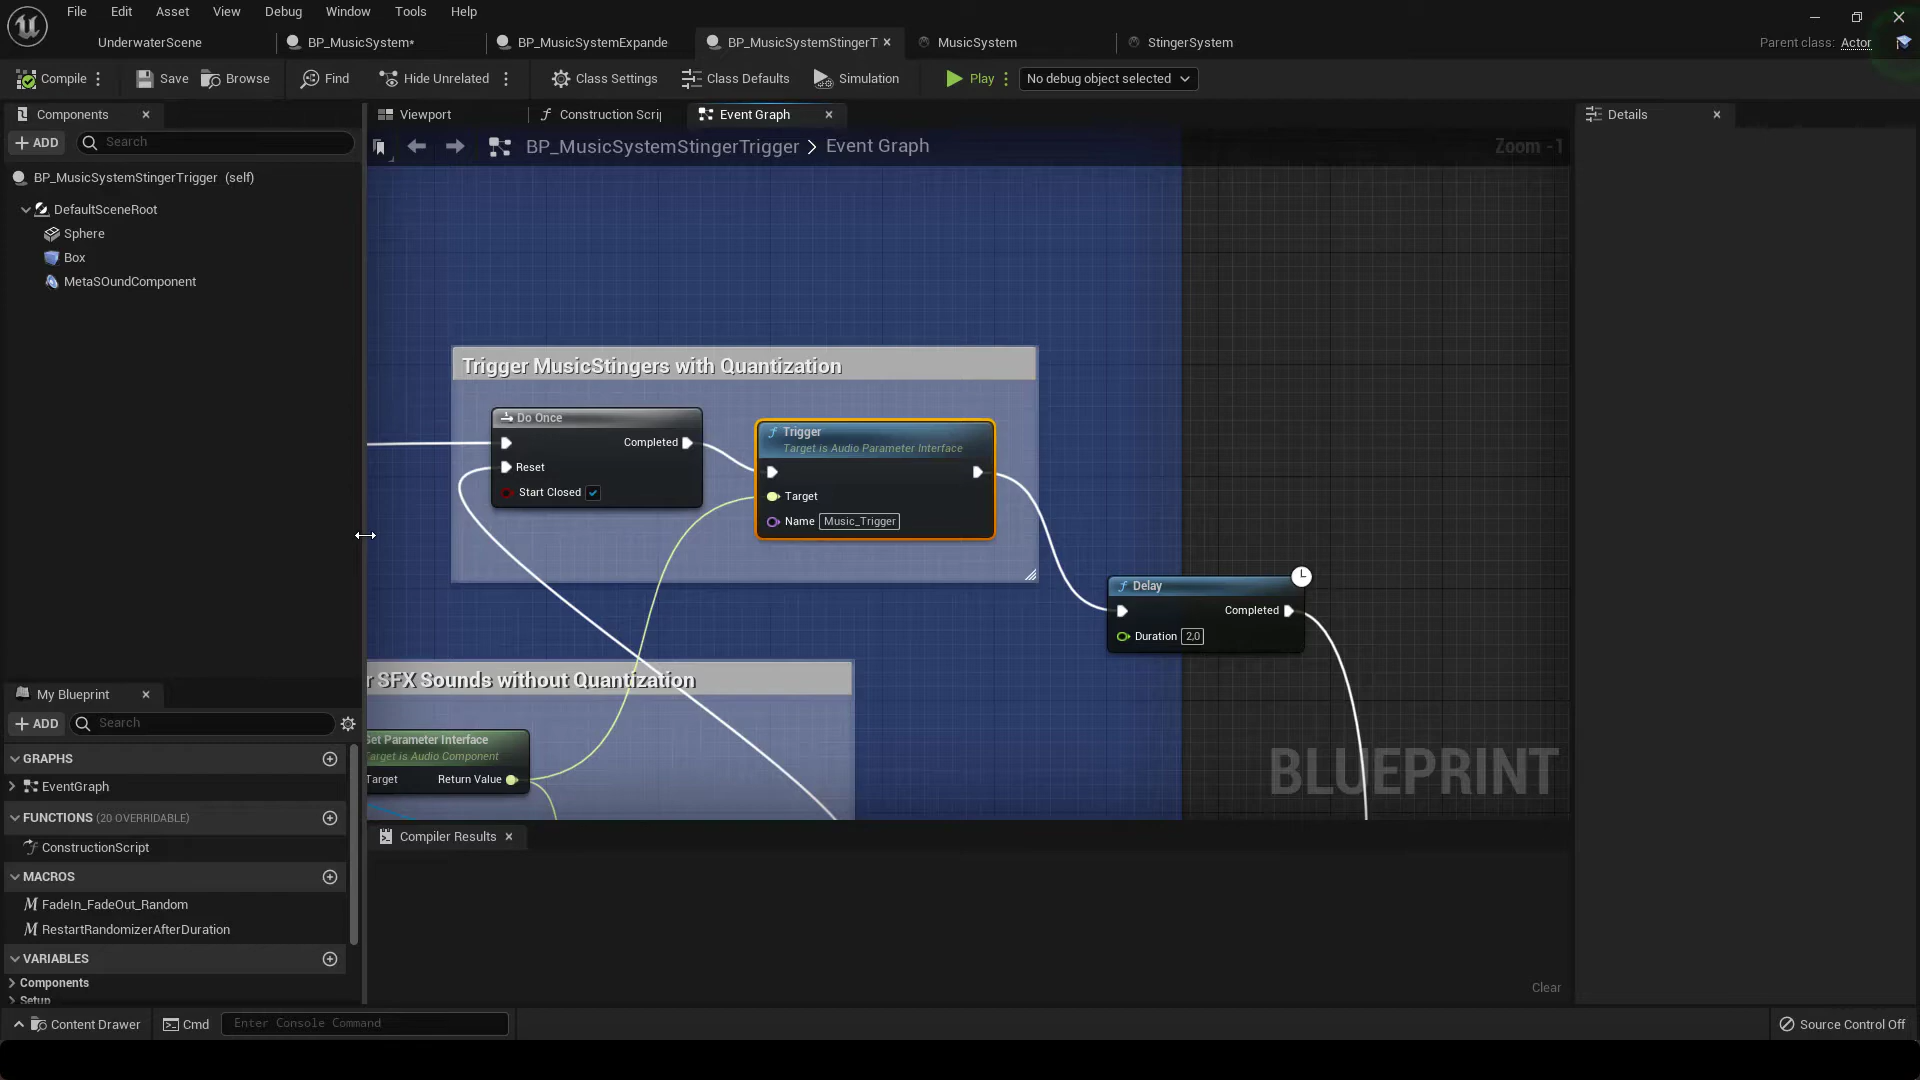 File Edit Asset View Debug Window Tools Help
UnderwaterScene BP_MusicSystem* BP_MusicSystemExpande BP_MusicSystemStingerT MusicSystem StingerSystem Parent class: Actor
Compile Save Browse Find Hide Unrelated Class Settings Class Defaults Simulation Play No debug object selected
Components Viewport Construction Scrip Event Graph Details
ADD Search
BP_MusicSystemStingerTrigger > Event Graph Zoom -1
BP_MusicSystemStingerTrigger (self)
DefaultSceneRoot
Sphere
Box
MetaSOundComponent
Trigger MusicStingers with Quantization
Do Once
Completed
Reset
Start Closed
Trigger
Target is Audio Parameter Interface
Target
Name Music_Trigger
Delay
Completed
Duration 2,0
r SFX Sounds without Quantization
Get Parameter Interface
Target is Audio Component
Target Return Value
BLUEPRINT
My Blueprint
ADD Search
GRAPHS
EventGraph
FUNCTIONS (20 OVERRIDABLE)
ConstructionScript
MACROS
FadeIn_FadeOut_Random
RestartRandomizerAfterDuration
VARIABLES
Components
Setup
Compiler Results
Clear
Content Drawer Cmd Enter Console Command Source Control Off